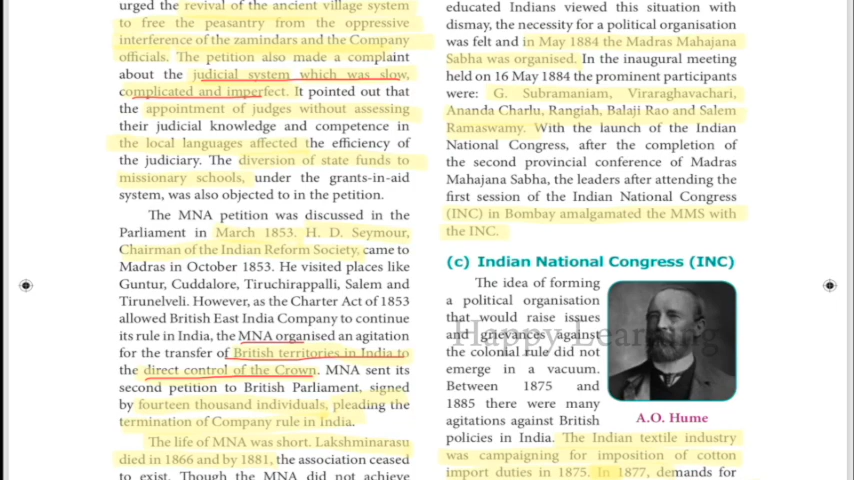 urged the revival of the ancient village system
to free the peasantry from the oppressive
interference of the zamindars and the Company
officials. The petition also made a complaint
about the judicial system which was slow,
complicated and imperfect. It pointed out that
the appointment of judges without assessing
their judicial knowledge and competence in
the local languages affected the efficiency of
the judiciary. The diversion of state funds to
missionary schools, under the grants-in-aid
system, was also objected to in the petition.
The MNA petition was discussed in the
Parliament in March 1853. H. D. Seymour,
Chairman of the Indian Reform Society, came to
Madras in October 1853. He visited places like
Guntur, Cuddalore, Tiruchirappalli, Salem and
Tirunelveli. However, as the Charter Act of 1853
allowed British East India Company to continue
its rule in India, the MNA organised an agitation
for the transfer of British territories in India to
the direct control of the Crown. MNA sent its
second petition to British Parliament, signed
by fourteen thousand individuals, pleading the
termination of Company rule in India.
The life of MNA was short. Lakshminarasu
died in 1866 and by 1881, the association ceased
to exist. Though the MNA did not achieve
educated Indians viewed this situation with
dismay, the necessity for a political organisation
was felt and in May 1884 the Madras Mahajana
Sabha was organised. In the inaugural meeting
held on 16 May 1884 the prominent participants
were: G. Subramaniam, Viraraghavachari,
Ananda Charlu, Rangiah, Balaji Rao and Salem
Ramaswamy. With the launch of the Indian
National Congress, after the completion of
the second provincial conference of Madras
Mahajana Sabha, the leaders after attending the
first session of the Indian National Congress
(INC) in Bombay amalgamated the MMS with
the INC.
(c) Indian National Congress (INC)
The idea of forming
a political organisation
that would raise issues
and grievances against
the colonial rule did not
emerge in a vacuum.
Between 1875 and
1885 there were many
agitations against British
policies in India. The Indian textile industry
was campaigning for imposition of cotton
import duties in 1875. In 1877, demands for
A.O. Hume
Happy Learning